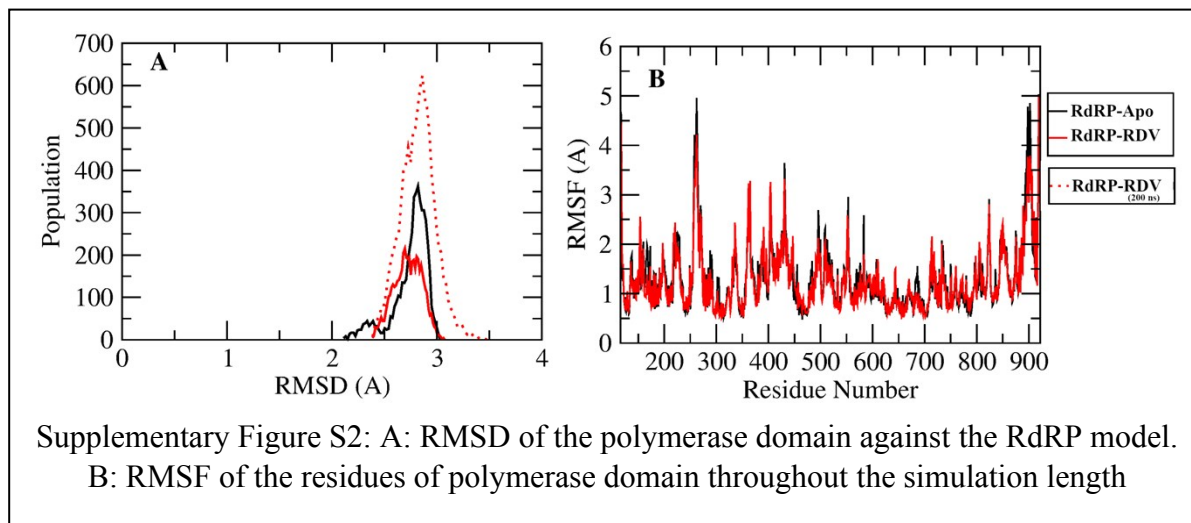 A
700
600
500
400
300
200
100
0
Population
0 1 2 3 4
RMSD (A)
B
6
5
4
3
2
1
0
RMSF (A)
200 300 400 500 600 700 800 900
Residue Number
RdRP-Apo
RdRP-RDV
RdRP-RDV
(200 ns)
Supplementary Figure S2: A: RMSD of the polymerase domain against the RdRP model.
B: RMSF of the residues of polymerase domain throughout the simulation length